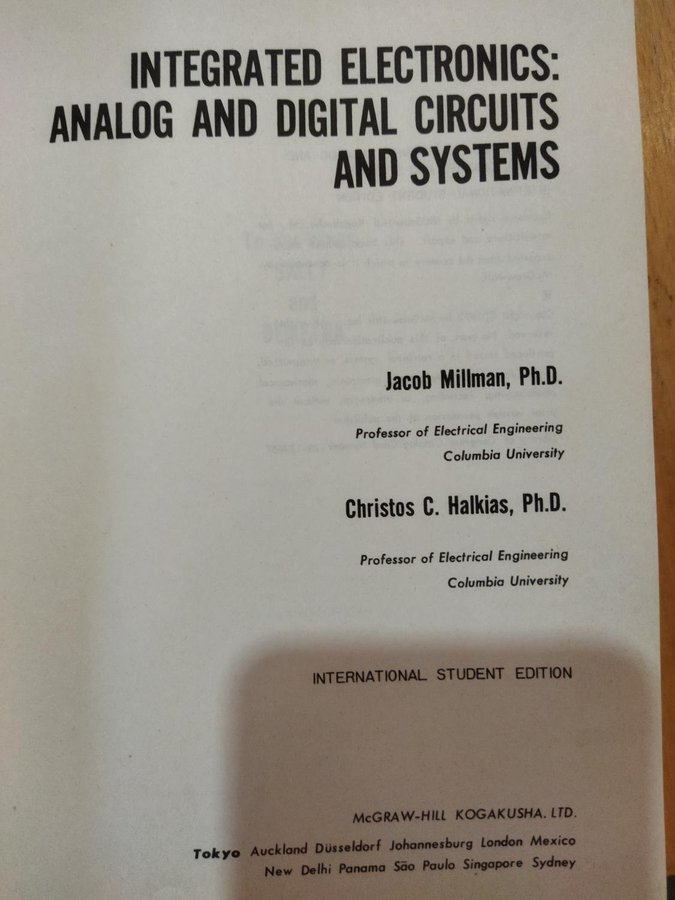 INTEGRATED ELECTRONICS:
ANALOG AND DIGITAL CIRCUITS
AND SYSTEMS
Jacob Millman, Ph.D.
Professor of Electrical Engineering
Columbia University
Christos C. Halkias, Ph.D.
Professor of Electrical Engineering
Columbia University
INTERNATIONAL STUDENT EDITION
McGRAW-HILL KOGAKUSHA. LTD.
Tokyo Auckland Düsseldorf Johannesburg London Mexico
New Delhi Panama São Paulo Singapore Sydney